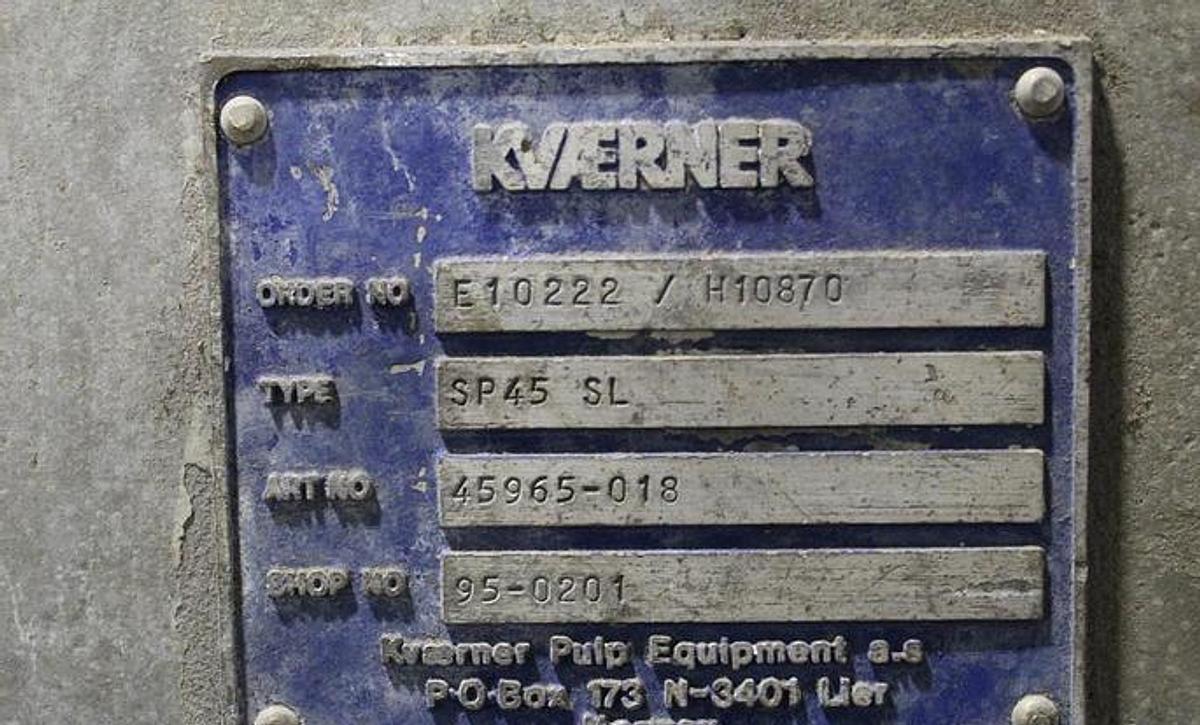 KVÆRNER
ORDER NO E10222 / H10870
TYPE SP45 SL
ART NO 45965-018
SHOP NO 95-0201
Kværner Pulp Equipment a.s
P.O.Box 173 N-3401 Lier